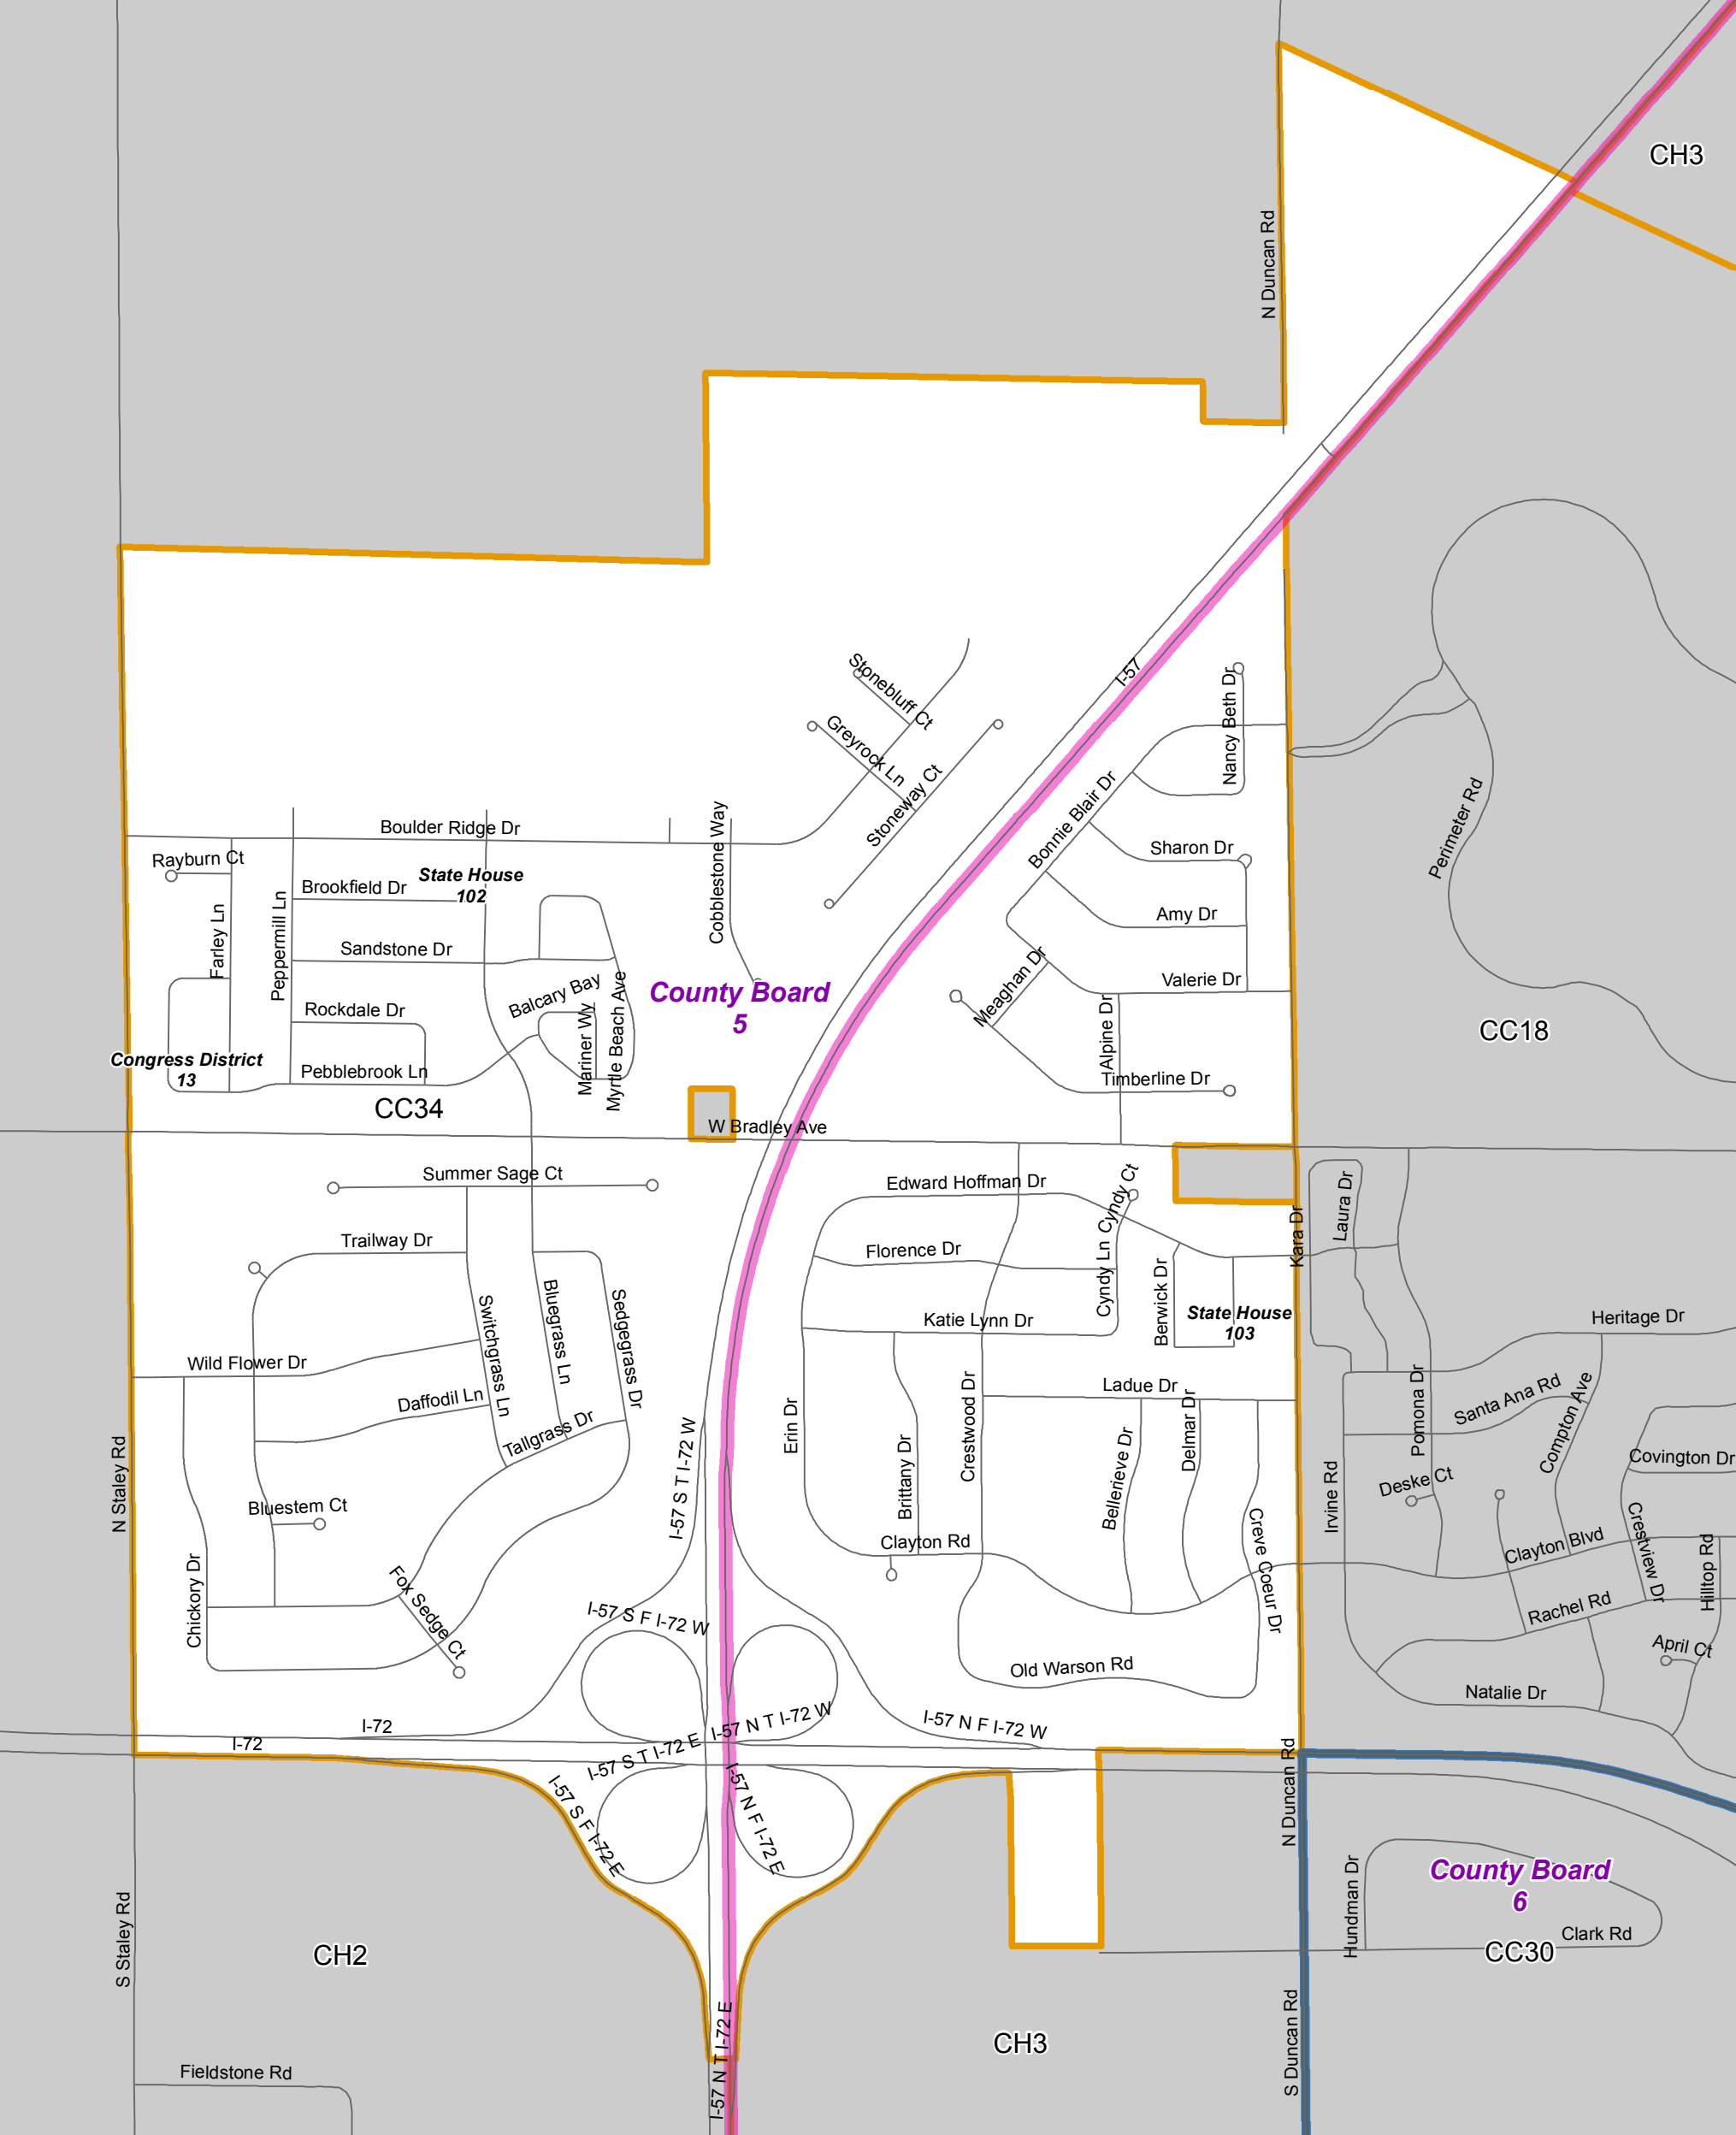 CH3
N Duncan Rd
I-57
Stonebluff Ct
Greyrock Ln
Stoneway Ct
Nancy Beth Dr
Bonnie Blair Dr
Perimeter Rd
Boulder Ridge Dr
Cobblestone Way
Rayburn Ct
Brookfield Dr
State House
102
Sharon Dr
Farley Ln
Peppermill Ln
Sandstone Dr
Amy Dr
Meaghan Dr
Valerie Dr
Balcary Bay
Mariner Wy
Myrtle Beach Ave
County Board
5
Rockdale Dr
Alpine Dr
CC18
Congress District
13
Pebblebrook Ln
Timberline Dr
CC34
W Bradley Ave
Summer Sage Ct
Edward Hoffman Dr
Cyndy Ct
Laura Dr
Kara Dr
Trailway Dr
Florence Dr
Cyndy Ln
Berwick Dr
Switchgrass Ln
Bluegrass Ln
Sedgegrass Dr
Katie Lynn Dr
State House
103
Heritage Dr
Wild Flower Dr
Daffodil Ln
Ladue Dr
Santa Ana Rd
Pomona Dr
Compton Ave
Tallgrass Dr
Erin Dr
Crestwood Dr
Delmar Dr
Covington Dr
N Staley Rd
I-57 S T I-72 W
Brittany Dr
Bellerieve Dr
Irvine Rd
Deske Ct
Bluestem Ct
Clayton Rd
Creve Coeur Dr
Clayton Blvd
Crestview Dr
Hilltop Rd
Chickory Dr
Fox Sedge Ct
I-57 S F I-72 W
Rachel Rd
April Ct
Old Warson Rd
Natalie Dr
I-72
I-72
I-57 N T I-72 W
I-57 N F I-72 W
I-57 S T I-72 E
I-57 S F I-72 E
I-57 N F I-72 E
N Duncan Rd
County Board
6
Hundman Dr
Clark Rd
CC30
S Staley Rd
CH2
CH3
I-57 N T I-72 E
S Duncan Rd
Fieldstone Rd